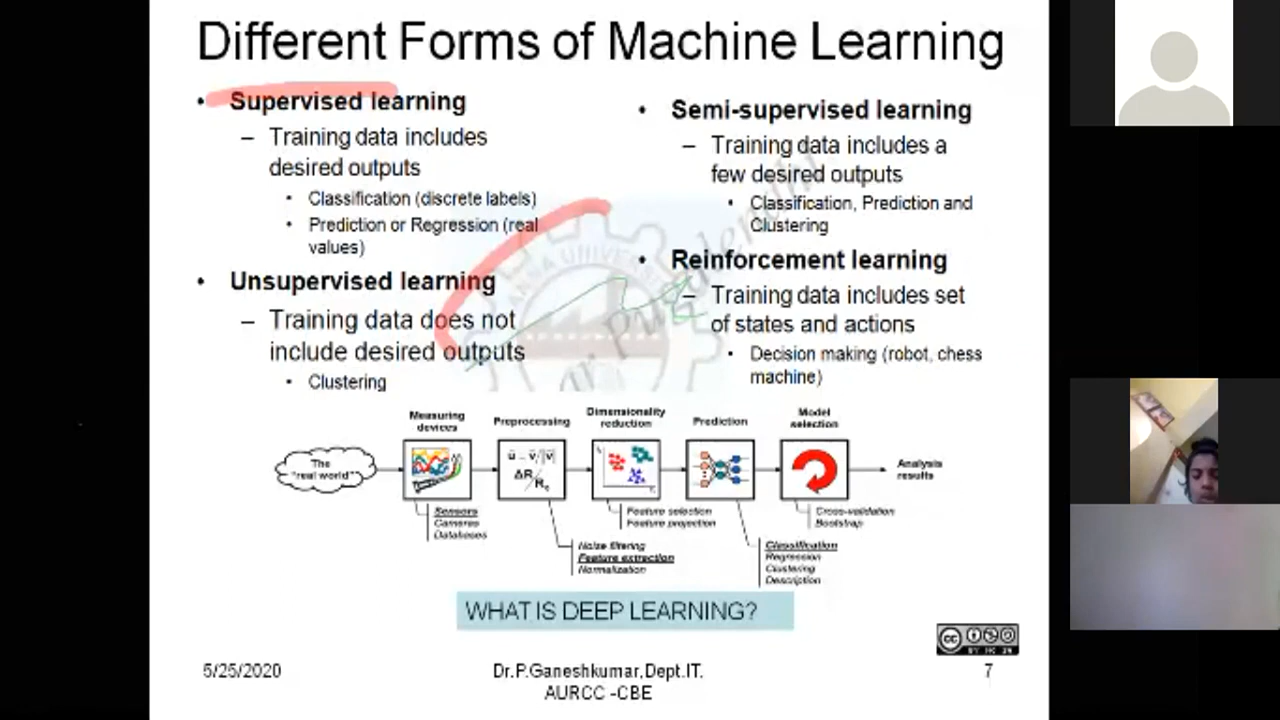 Different Forms of Machine Learning
• Supervised learning
– Training data includes
desired outputs
• Classification (discrete labels)
• Prediction or Regression (real
values)
• Unsupervised learning
– Training data does not
include desired outputs
• Clustering
• Semi-supervised learning
– Training data includes a
few desired outputs
• Classification, Prediction and
Clustering
• Reinforcement learning
– Training data includes set
of states and actions
• Decision making (robot, chess
machine)
The
"real world"
Measuring
devices
Sensors
Cameras
Databases
Preprocessing
Noise filtering
Feature extraction
Normalization
Dimensionality
reduction
Feature selection
Feature projection
Prediction
Classification
Regression
Clustering
Description
Model
selection
Cross-validation
Bootstrap
Analysis
results
WHAT IS DEEP LEARNING?
cc
5/25/2020
Dr.P.Ganeshkumar,Dept.IT,
AURCC -CBE
7